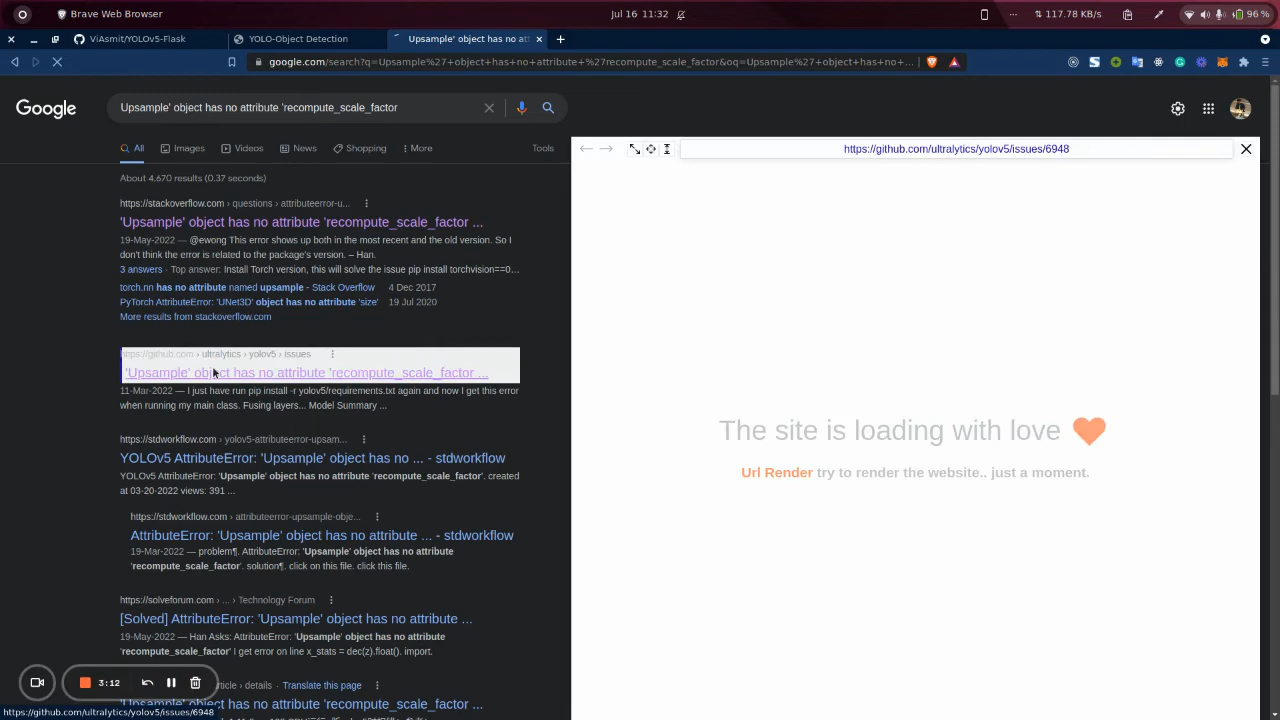 Brave Web Browser
Jul 16 11:32
117.78 KB/s
96 %
ViAsmit/YOLOv5-Flask
YOLO-Object Detection
Upsample' object has no at
google.com/search?q=Upsample%27+object+has+no+attribute+%27recompute_scale_factor&oq=Upsample%27+object+has+no+...
Google
Upsample' object has no attribute 'recompute_scale_factor
All
Images
Videos
News
Shopping
More
Tools
https://github.com/ultralytics/yolov5/issues/6948
About 4,670 results (0.37 seconds)
https://stackoverflow.com › questions › attributeerror-u...
'Upsample' object has no attribute 'recompute_scale_factor ...
19-May-2022 — @ewong This error shows up both in the most recent and the old version. So I
don't think the error is related to the package's version. – Han.
3 answers · Top answer: Install Torch version, this will solve the issue pip install torchvision==0...
torch.nn has no attribute named upsample - Stack Overflow 4 Dec 2017
PyTorch AttributeError: 'UNet3D' object has no attribute 'size' 19 Jul 2020
More results from stackoverflow.com
https://github.com › ultralytics › yolov5 › issues
'Upsample' object has no attribute 'recompute_scale_factor ...
11-Mar-2022 — I just have run pip install -r yolov5/requirements.txt again and now I get this error
when running my main class. Fusing layers... Model Summary ...
The site is loading with love
Url Render try to render the website.. just a moment.
https://stdworkflow.com › yolov5-attributeerror-upsam...
YOLOv5 AttributeError: 'Upsample' object has no ... - stdworkflow
YOLOv5 AttributeError: 'Upsample' object has no attribute 'recompute_scale_factor'. created
at 03-20-2022 views: 391 ...
https://stdworkflow.com › attributeerror-upsample-obje...
AttributeError: 'Upsample' object has no attribute ... - stdworkflow
19-Mar-2022 — problem¶. AttributeError: 'Upsample' object has no attribute
'recompute_scale_factor'. solution¶. click on this file. click this file.
https://solveforum.com › ... › Technology Forum
[Solved] AttributeError: 'Upsample' object has no attribute ...
19-May-2022 — Han Asks: AttributeError: 'Upsample' object has no attribute
'recompute_scale_factor' I get error on line x_stats = dec(z).float(). import.
rticle › details · Translate this page
'Upsample' object has no attribute 'recompute_scale_factor ...
3:12
https://github.com/ultralytics/yolov5/issues/6948